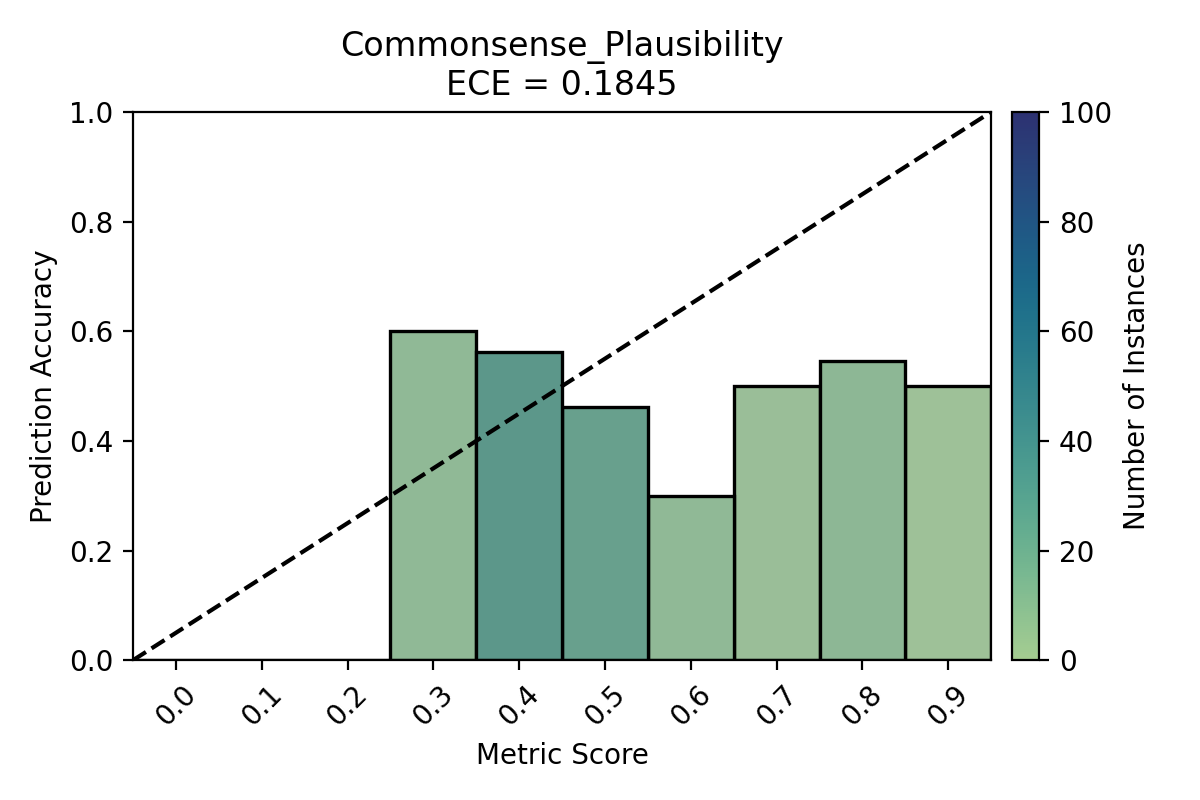 Commonsense_Plausibility
ECE = 0.1845
1.0
0.8
0.6
0.4
0.2
0.0
Prediction Accuracy
0.0 0.1 0.2 0.3 0.4 0.5 0.6 0.7 0.8 0.9
Metric Score
100
80
60
40
20
0
Number of Instances